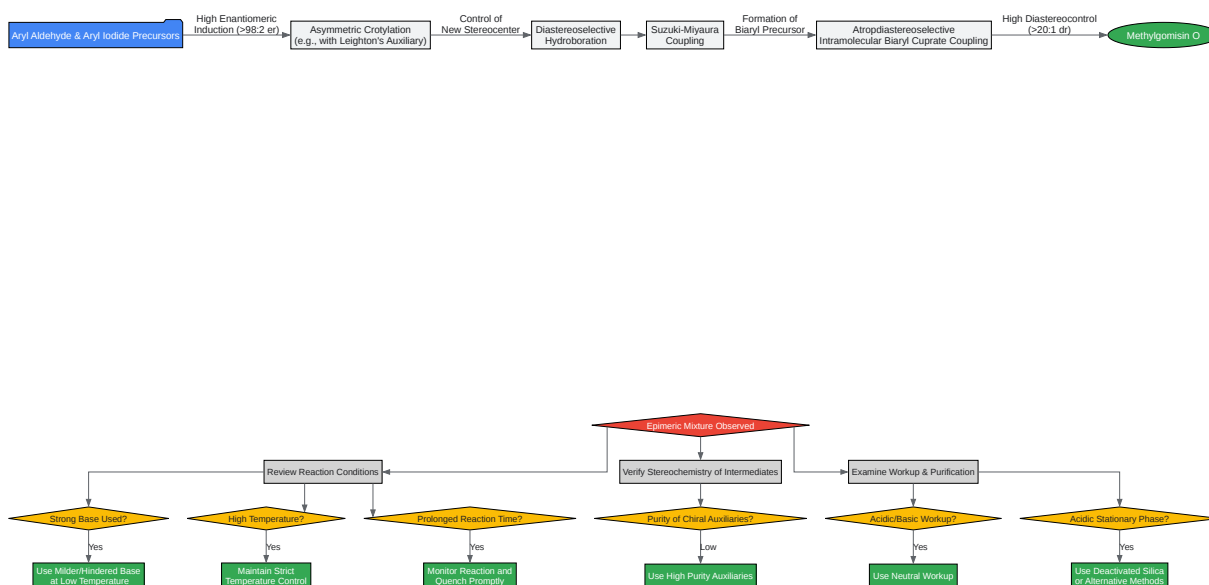 Aryl Aldehyde & Aryl Iodide Precursors
High Enantiomeric
Induction (>98:2 er)
Asymmetric Crotylation
(e.g., with Leighton's Auxiliary)
Control of
New Stereocenter
Diastereoselective
Hydroboration
Suzuki-Miyaura
Coupling
Formation of
Biaryl Precursor
Atropdiastereoselective
Intramolecular Biaryl Cuprate Coupling
High Diastereocontrol
(>20:1 dr)
Methylgomisin O
Epimeric Mixture Observed
Review Reaction Conditions
Verify Stereochemistry of Intermediates
Examine Workup & Purification
Strong Base Used?
High Temperature?
Prolonged Reaction Time?
Purity of Chiral Auxiliaries?
Acidic/Basic Workup?
Acidic Stationary Phase?
Yes
Yes
Yes
Low
Yes
Yes
Use Milder/Hindered Base
at Low Temperature
Maintain Strict
Temperature Control
Monitor Reaction and
Quench Promptly
Use High Purity Auxiliaries
Use Neutral Workup
Use Deactivated Silica
or Alternative Methods